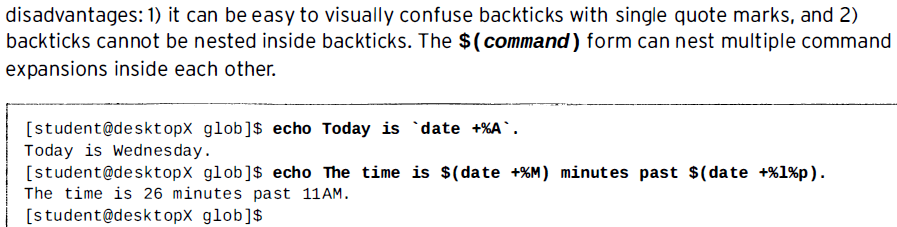 disadvantages: 1) it can be easy to visually confuse backticks with single quote marks, and 2)
backticks cannot be nested inside backticks. The $(command) form can nest multiple command
expansions inside each other.
[student@desktopX glob]$ echo Today is `date +%A`.
Today is Wednesday.
[student@desktopX glob]$ echo The time is $(date +%M) minutes past $(date +%l%p).
The time is 26 minutes past 11AM.
[student@desktopX glob]$